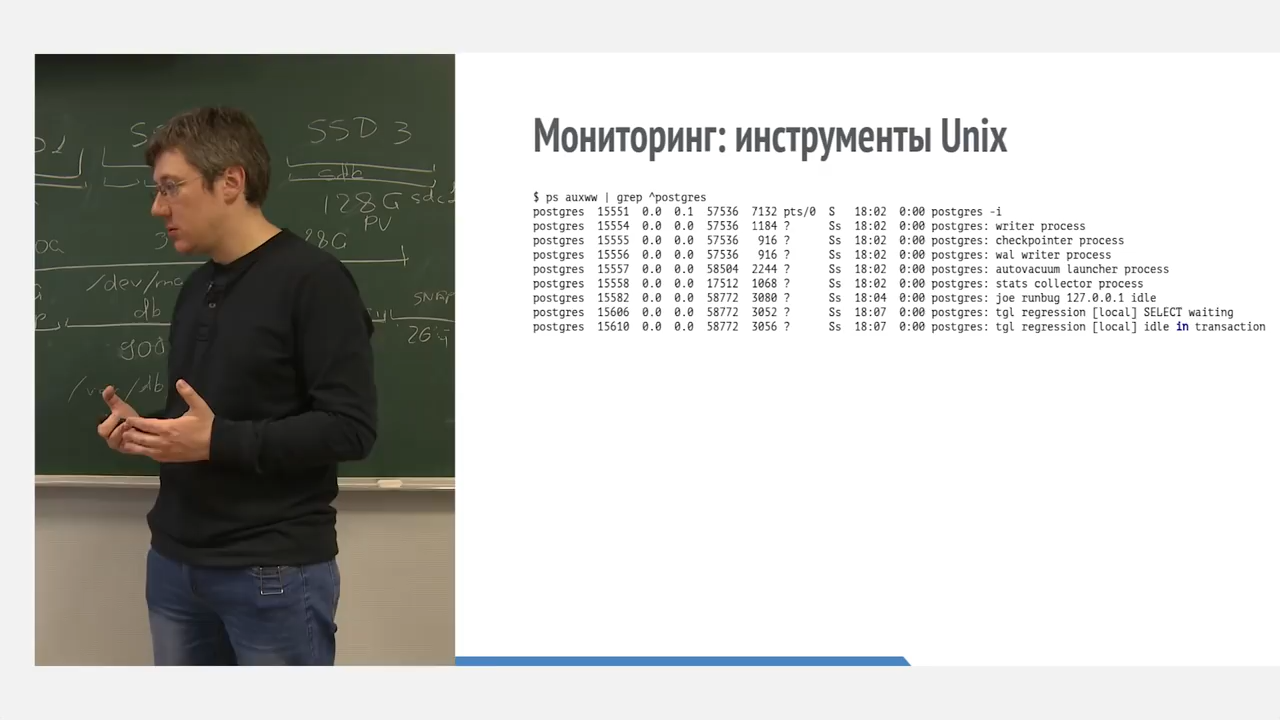 SSD 3
sdb
128G
sdc1
PV
28G
/dev/
db
/db
Мониторинг: инструменты Unix
$ ps auxww | grep ^postgres
postgres 15551 0.0 0.1 57536 7132 pts/0 S 18:02 0:00 postgres -i
postgres 15554 0.0 0.0 57536 1184 ? Ss 18:02 0:00 postgres: writer process
postgres 15555 0.0 0.0 57536 916 ? Ss 18:02 0:00 postgres: checkpointer process
postgres 15556 0.0 0.0 57536 916 ? Ss 18:02 0:00 postgres: wal writer process
postgres 15557 0.0 0.0 58504 2244 ? Ss 18:02 0:00 postgres: autovacuum launcher process
postgres 15558 0.0 0.0 17512 1068 ? Ss 18:02 0:00 postgres: stats collector process
postgres 15582 0.0 0.0 58772 3080 ? Ss 18:04 0:00 postgres: joe runbug 127.0.0.1 idle
postgres 15606 0.0 0.0 58772 3052 ? Ss 18:07 0:00 postgres: tgl regression [local] SELECT waiting
postgres 15610 0.0 0.0 58772 3056 ? Ss 18:07 0:00 postgres: tgl regression [local] idle in transaction